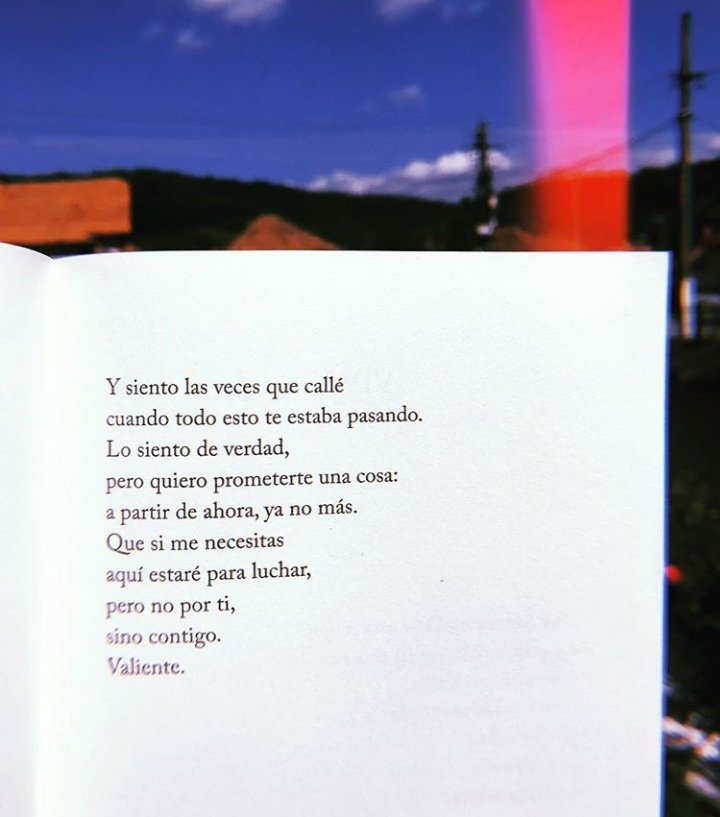 Y siento las veces que callé
cuando todo esto te estaba pasando.
Lo siento de verdad,
pero quiero prometerte una cosa:
a partir de ahora, ya no más.
Que si me necesitas
aquí estaré para luchar,
pero no por ti,
sino contigo.
Valiente.